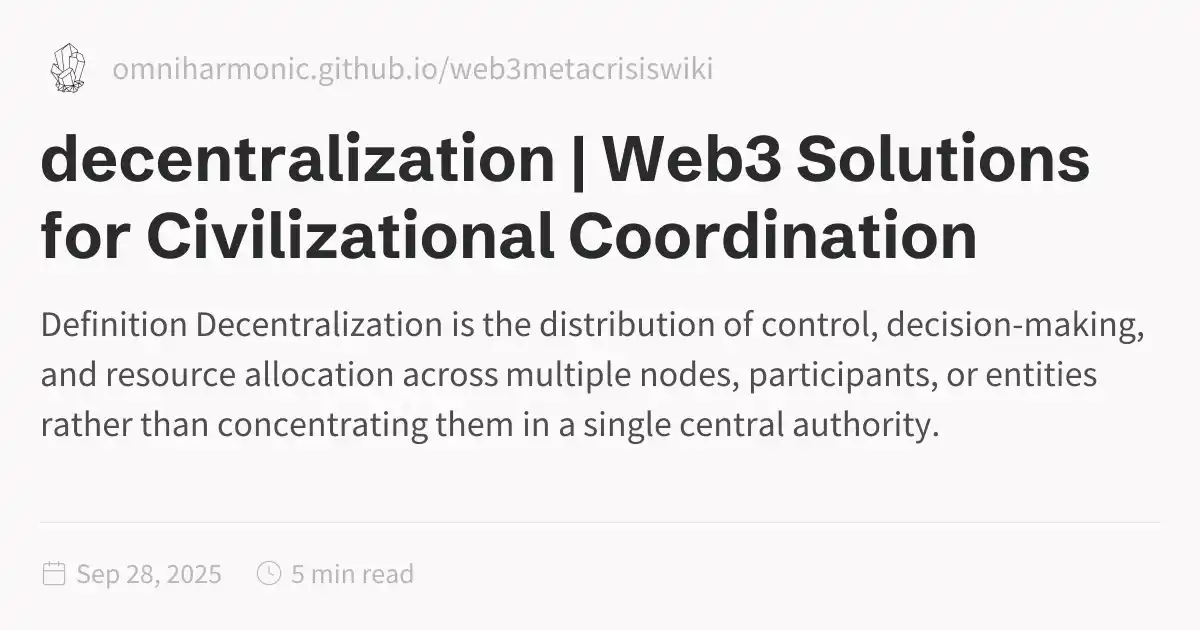 omniharmonic.github.io/web3metacrisiswiki
decentralization | Web3 Solutions
for Civilizational Coordination
Definition Decentralization is the distribution of control, decision-making,
and resource allocation across multiple nodes, participants, or entities
rather than concentrating them in a single central authority.
Sep 28, 2025 5 min read